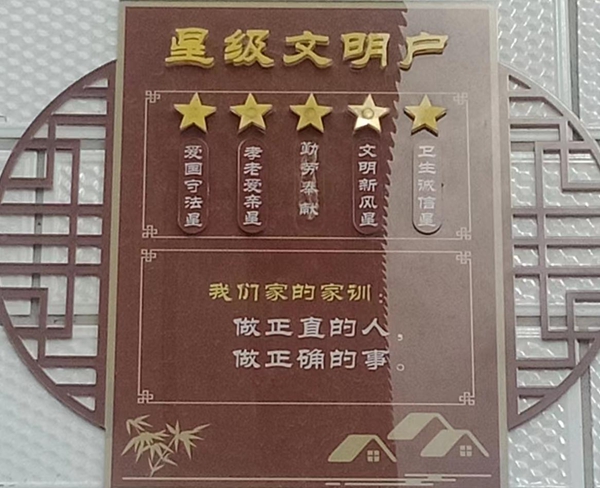 星级文明户
爱国守法星
孝老爱亲星
勤劳奉献
文明新风星
卫生诚信星
我们家的家训：
做正直的人，
做正确的事。